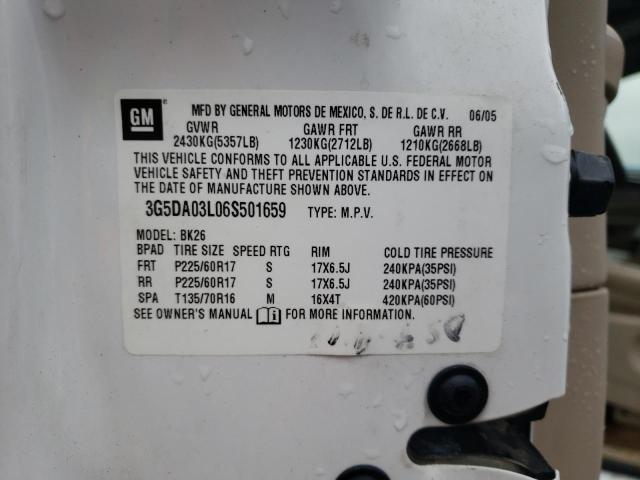 GM
MFD BY GENERAL MOTORS DE MEXICO, S. DE R.L. DE C.V. 06/05
GVWR GAWR FRT GAWR RR
2430KG(5357LB) 1230KG(2712LB) 1210KG(2668LB)
THIS VEHICLE CONFORMS TO ALL APPLICABLE U.S. FEDERAL MOTOR
VEHICLE SAFETY AND THEFT PREVENTION STANDARDS IN EFFECT ON
THE DATE OF MANUFACTURE SHOWN ABOVE.
3G5DA03L06S501659 TYPE: M.P.V.
MODEL: BK26
BPAD TIRE SIZE SPEED RTG RIM COLD TIRE PRESSURE
FRT P225/60R17 S 17X6.5J 240KPA(35PSI)
RR P225/60R17 S 17X6.5J 240KPA(35PSI)
SPA T135/70R16 M 16X4T 420KPA(60PSI)
SEE OWNER'S MANUAL FOR MORE INFORMATION.